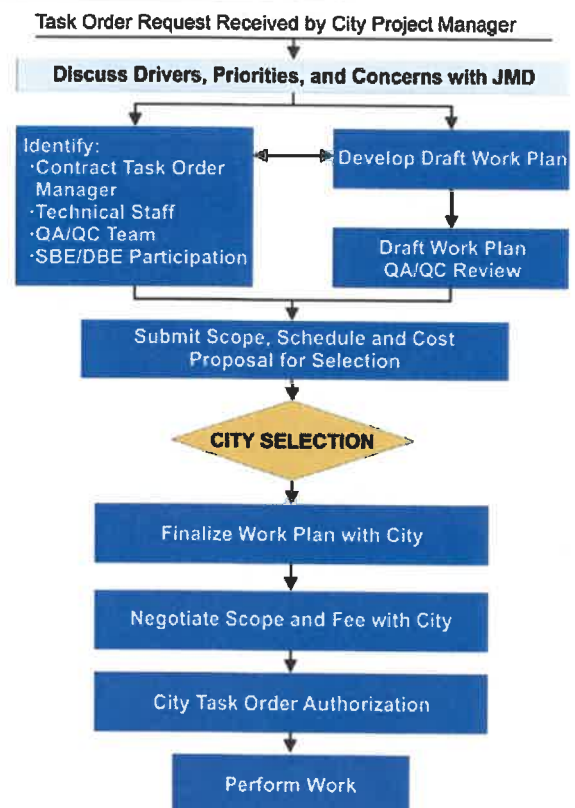 Task Order Request Received by City Project Manager
Discuss Drivers, Priorities, and Concerns with JMD
Identify:
·Contract Task Order
Manager
·Technical Staff
·QA/QC Team
·SBE/DBE Participation
Develop Draft Work Plan
Draft Work Plan
QA/QC Review
Submit Scope, Schedule and Cost
Proposal for Selection
CITY SELECTION
Finalize Work Plan with City
Negotiate Scope and Fee with City
City Task Order Authorization
Perform Work